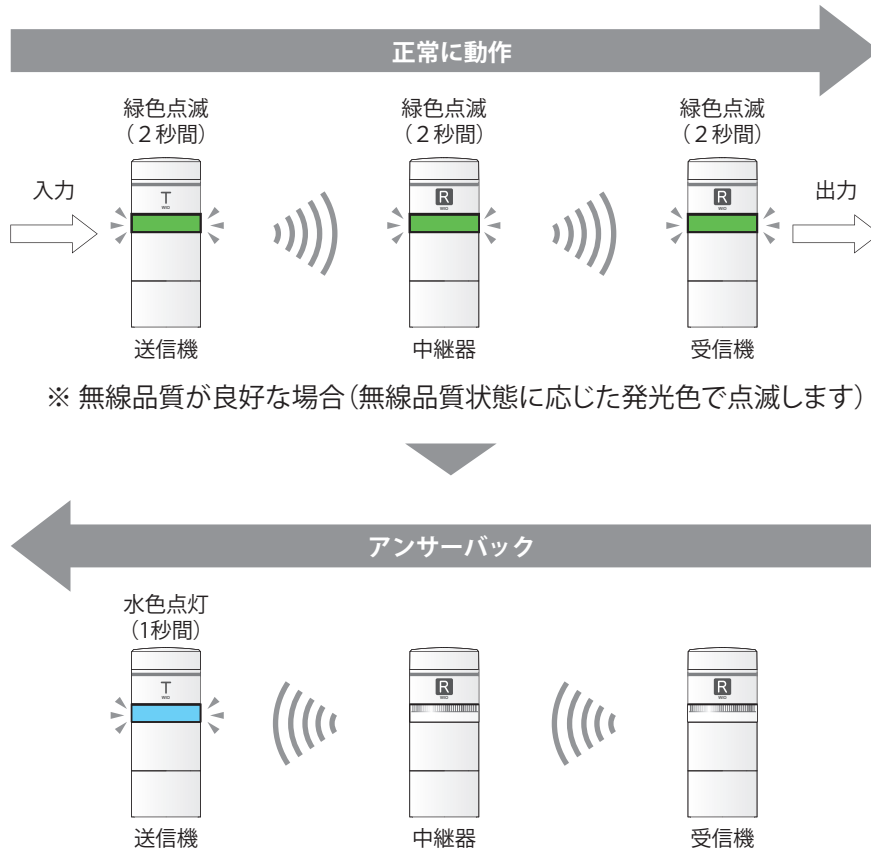 正常に動作
緑色点滅
（２秒間）
緑色点滅
（２秒間）
緑色点滅
（２秒間）
入力
T
R
R
出力
送信機
中継器
受信機
※ 無線品質が良好な場合（無線品質状態に応じた発光色で点滅します）
アンサーバック
水色点灯
（1秒間）
T
R
R
送信機
中継器
受信機